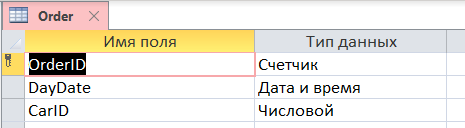 Order
Имя поля Тип данных
OrderID Счетчик
DayDate Дата и время
CarID Числовой